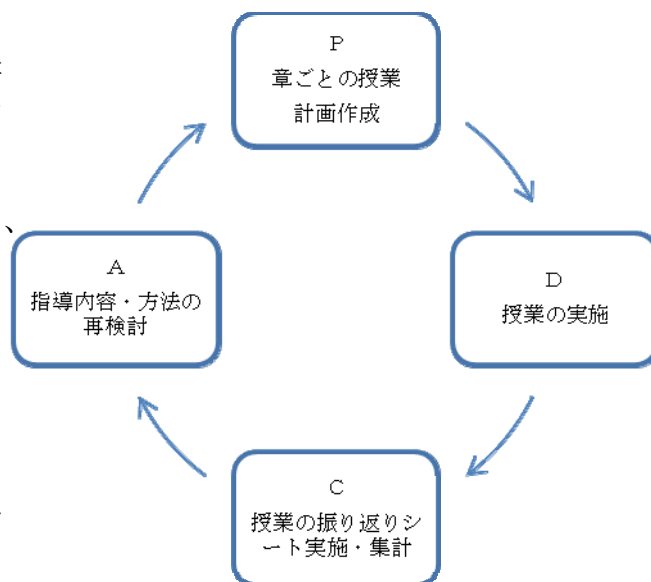 P
章ごとの授業
計画作成
D
授業の実施
C
授業の振り返りシ
ート実施・集計
A
指導内容・方法の
再検討
、